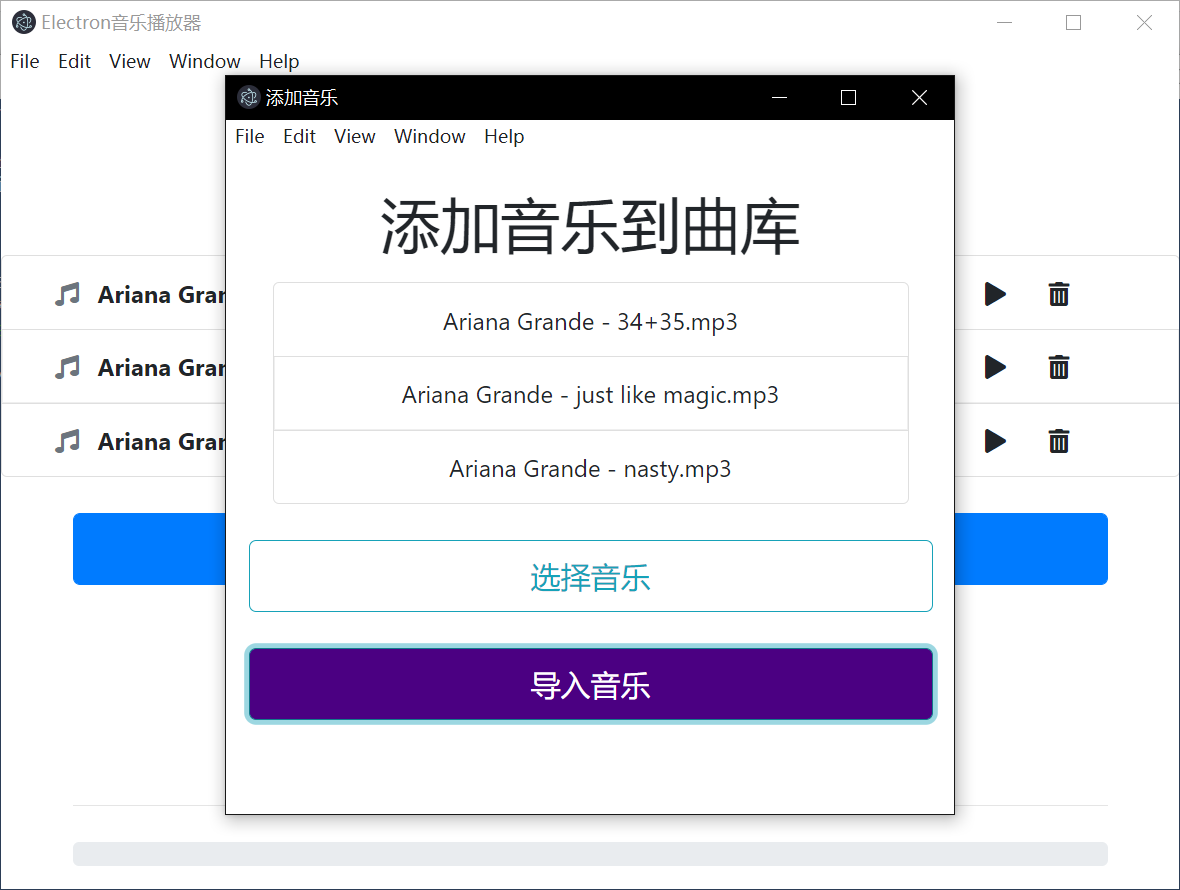 Electron音乐播放器
File Edit View Window Help
添加音乐
File Edit View Window Help
添加音乐到曲库
Ariana Grande - 34+35.mp3
Ariana Grande - just like magic.mp3
Ariana Grande - nasty.mp3
选择音乐
导入音乐
Ariana
Ariana
Ariana